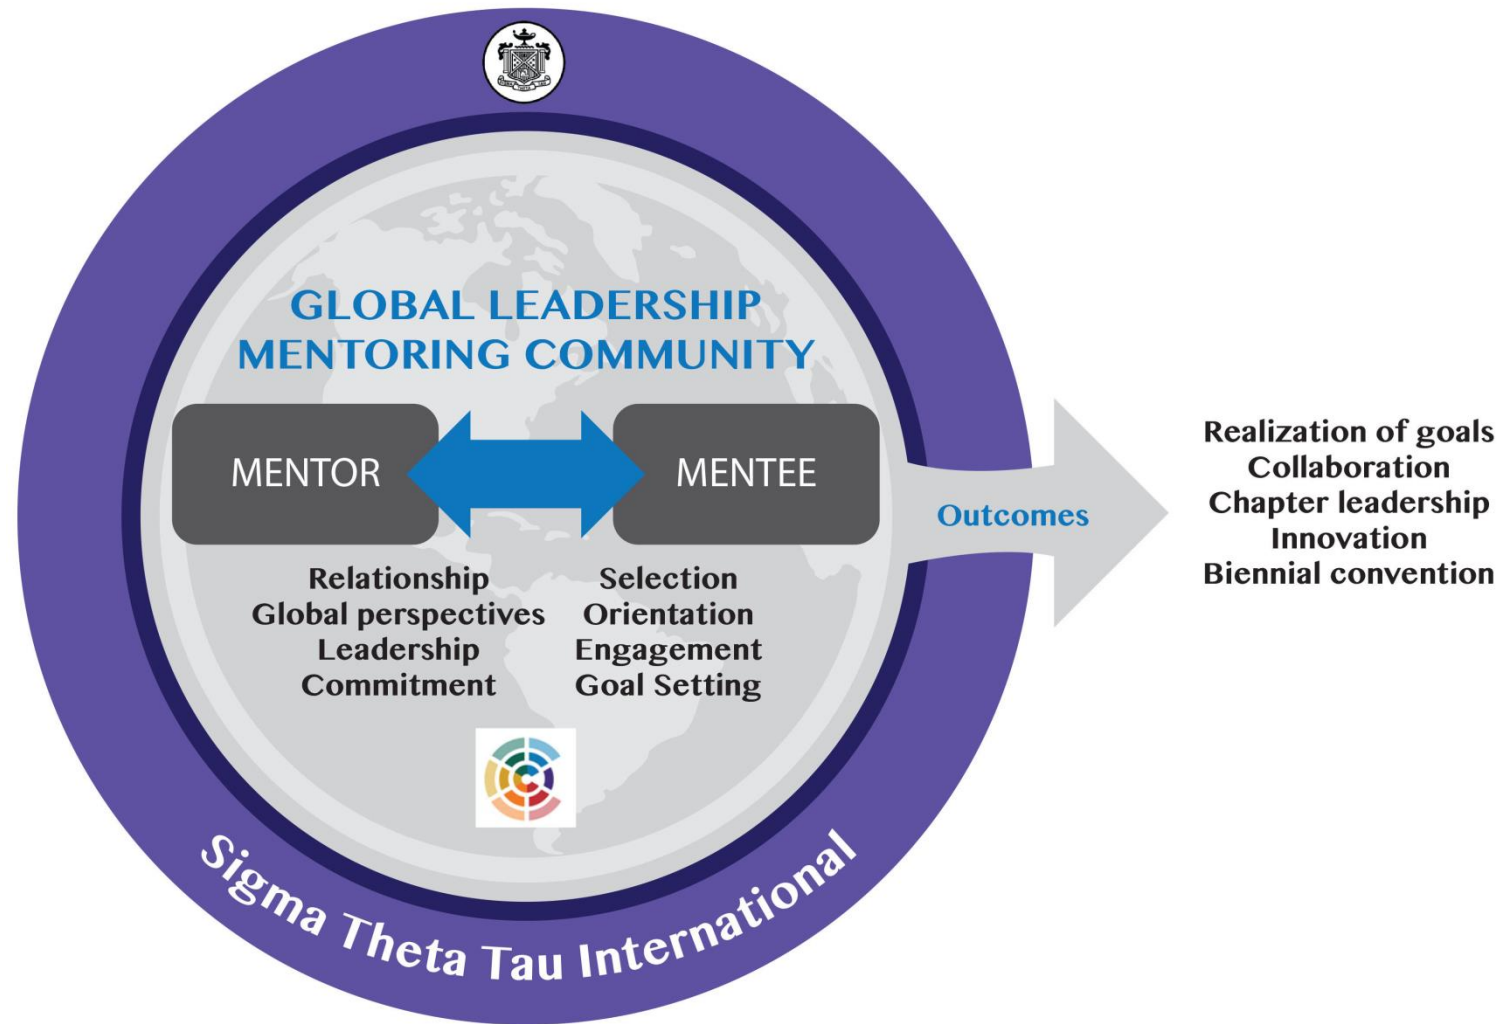 GLOBAL LEADERSHIP
MENTORING COMMUNITY
MENTOR
MENTEE
Relationship
Global perspectives
Leadership
Commitment
Selection
Orientation
Engagement
Goal Setting
Outcomes
Realization of goals
Collaboration
Chapter leadership
Innovation
Biennial convention
Sigma Theta Tau International